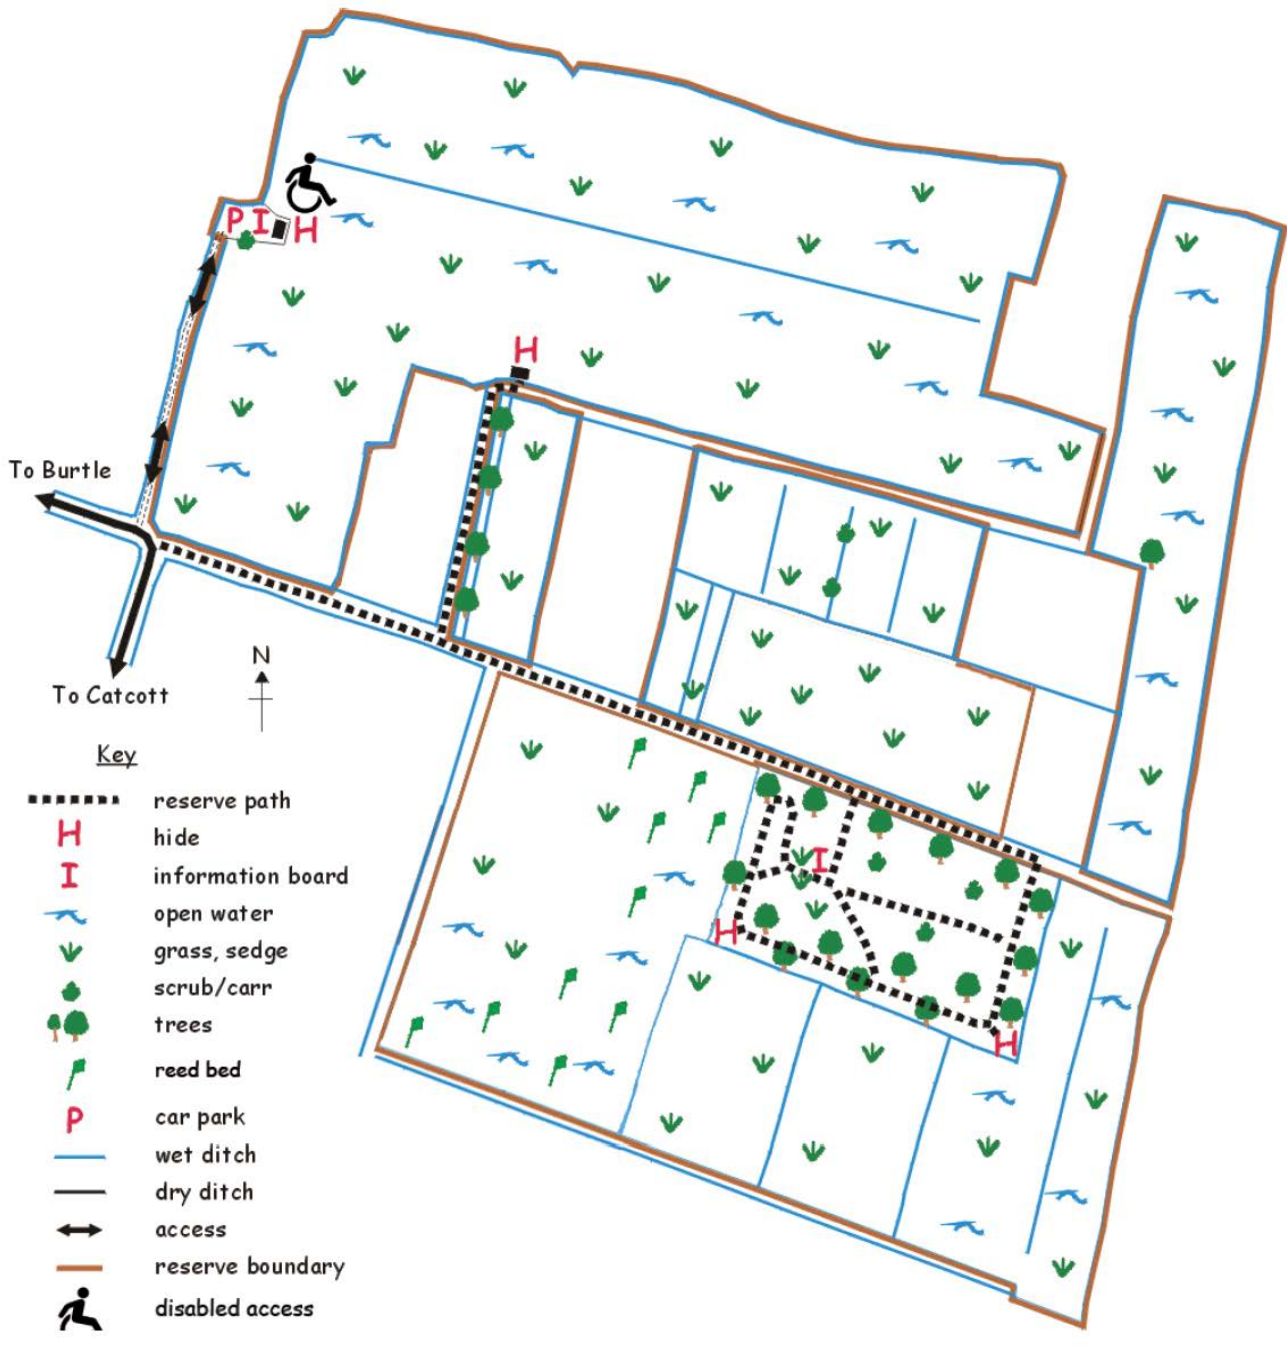 P I H
H
To Burtle
N
To Catcott
I
H
H
Key
reserve path
H hide
I information board
open water
grass, sedge
scrub/carr
trees
reed bed
P car park
wet ditch
dry ditch
access
reserve boundary
disabled access